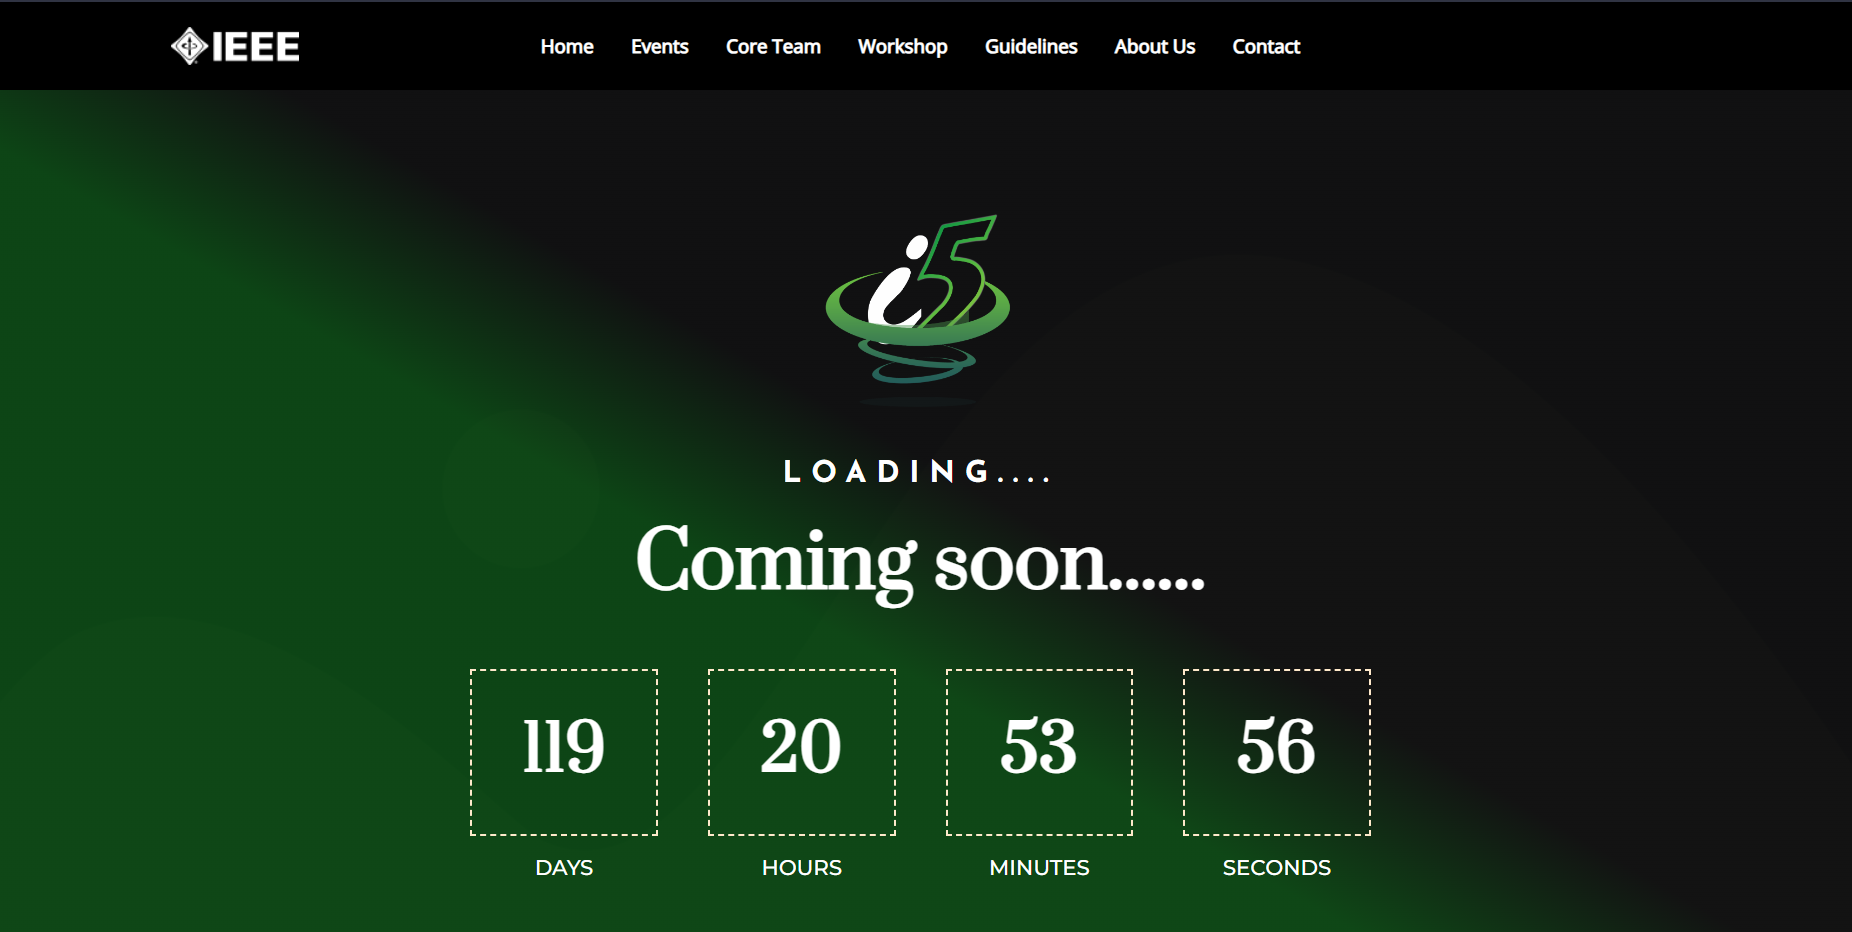 IEEE
Home Events Core Team Workshop Guidelines About Us Contact
i5
LOADING....
Coming soon......
119 20 53 56
DAYS HOURS MINUTES SECONDS